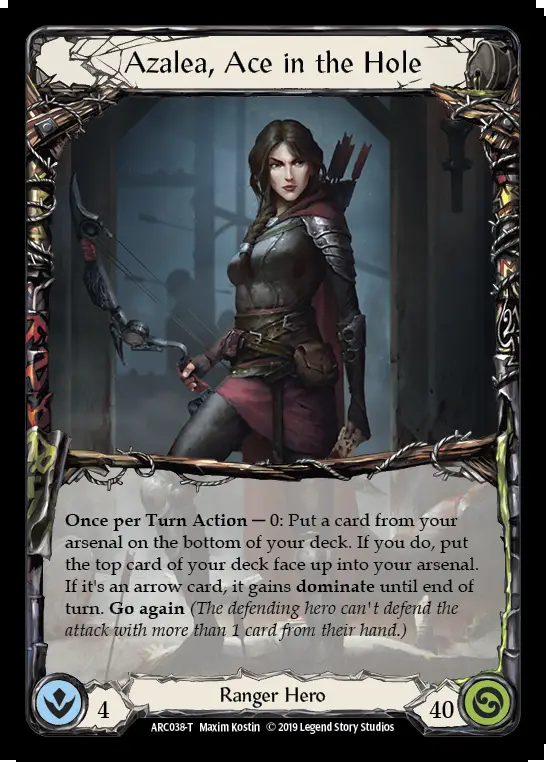 Azalea, Ace in the Hole
Once per Turn Action — 0: Put a card from your
arsenal on the bottom of your deck. If you do, put
the top card of your deck face up into your arsenal.
If it's an arrow card, it gains dominate until end of
turn. Go again (The defending hero can't defend the
attack with more than 1 card from their hand.)
4
Ranger Hero
40
ARC038-T Maxim Kostin © 2019 Legend Story Studios